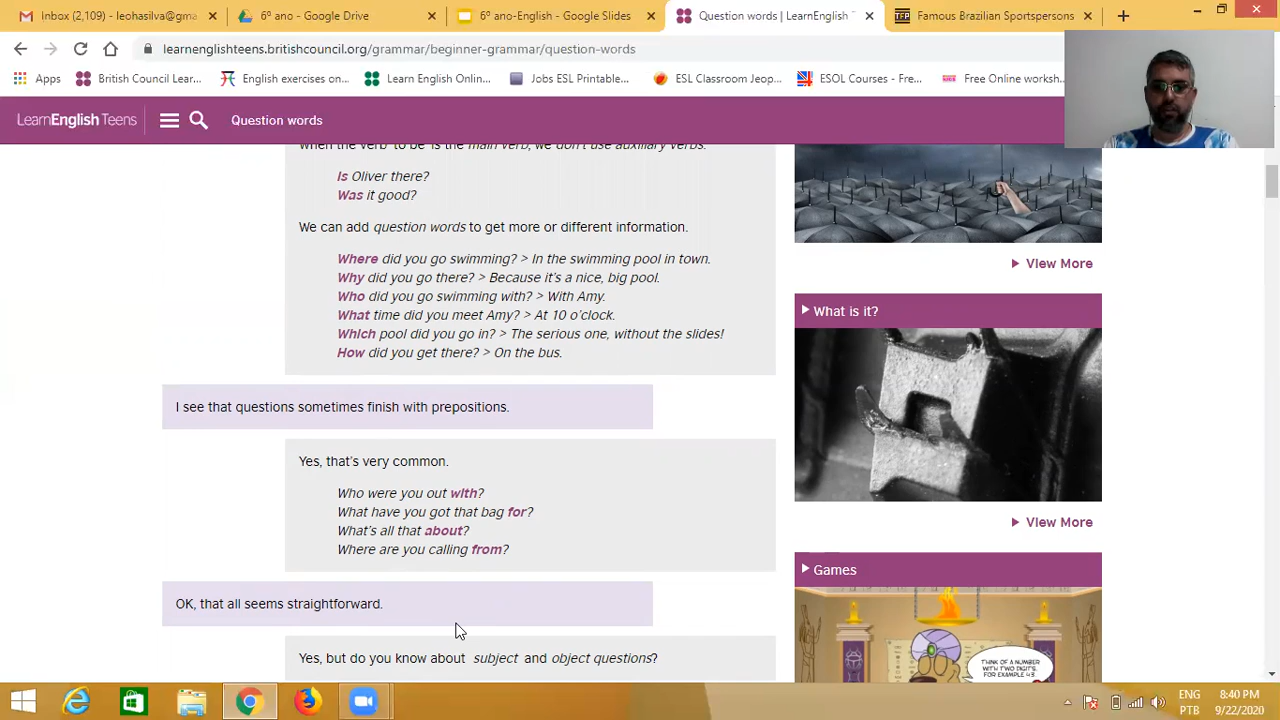 Inbox (2,109) - leohasilva@gma
6º ano - Google Drive
6º ano-English - Google Slides
Question words | LearnEnglish
TFP
Famous Brazilian Sportspersons
learnenglishteens.britishcouncil.org/grammar/beginner-grammar/question-words
Apps
British Council Lear...
English exercises on...
Learn English Onlin...
Jobs ESL Printable...
ESL Classroom Jeop...
ESOL Courses - Fre...
Free Online worksh...
LearnEnglish Teens
Question words
When the verb 'to be' is the main verb, we don't use auxiliary verbs.
Is Oliver there?
Was it good?
We can add question words to get more or different information.
Where did you go swimming? > In the swimming pool in town.
Why did you go there? > Because it's a nice, big pool.
Who did you go swimming with? > With Amy.
What time did you meet Amy? > At 10 o'clock.
Which pool did you go in? > The serious one, without the slides!
How did you get there? > On the bus.
I see that questions sometimes finish with prepositions.
Yes, that's very common.
Who were you out with?
What have you got that bag for?
What's all that about?
Where are you calling from?
OK, that all seems straightforward.
Yes, but do you know about subject and object questions?
View More
What is it?
View More
Games
THINK OF A NUMBER
WITH TWO DIGITS,
FOR EXAMPLE 43.
ENG
PTB
8:40 PM
9/22/2020